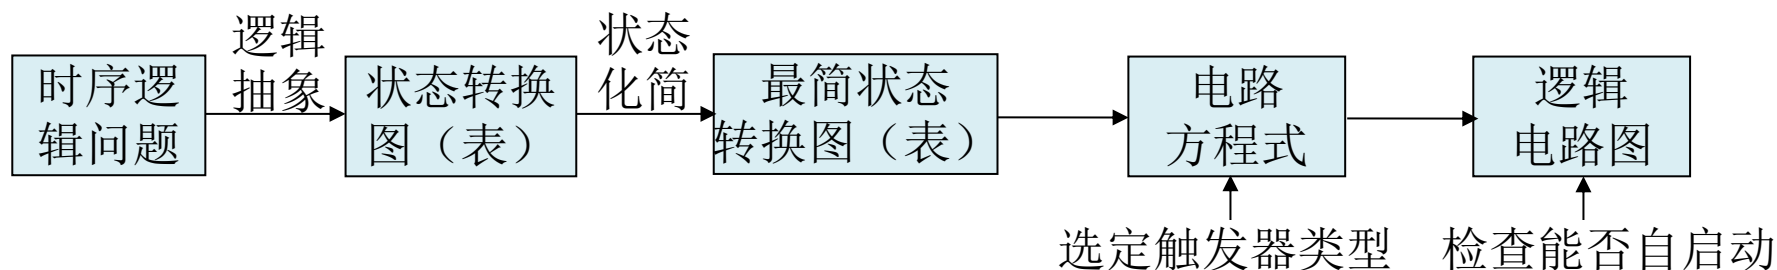 逻辑
抽象
状态
化简
时序逻
辑问题
状态转换
图（表）
最简状态
转换图（表）
电路
方程式
逻辑
电路图
选定触发器类型
检查能否自启动